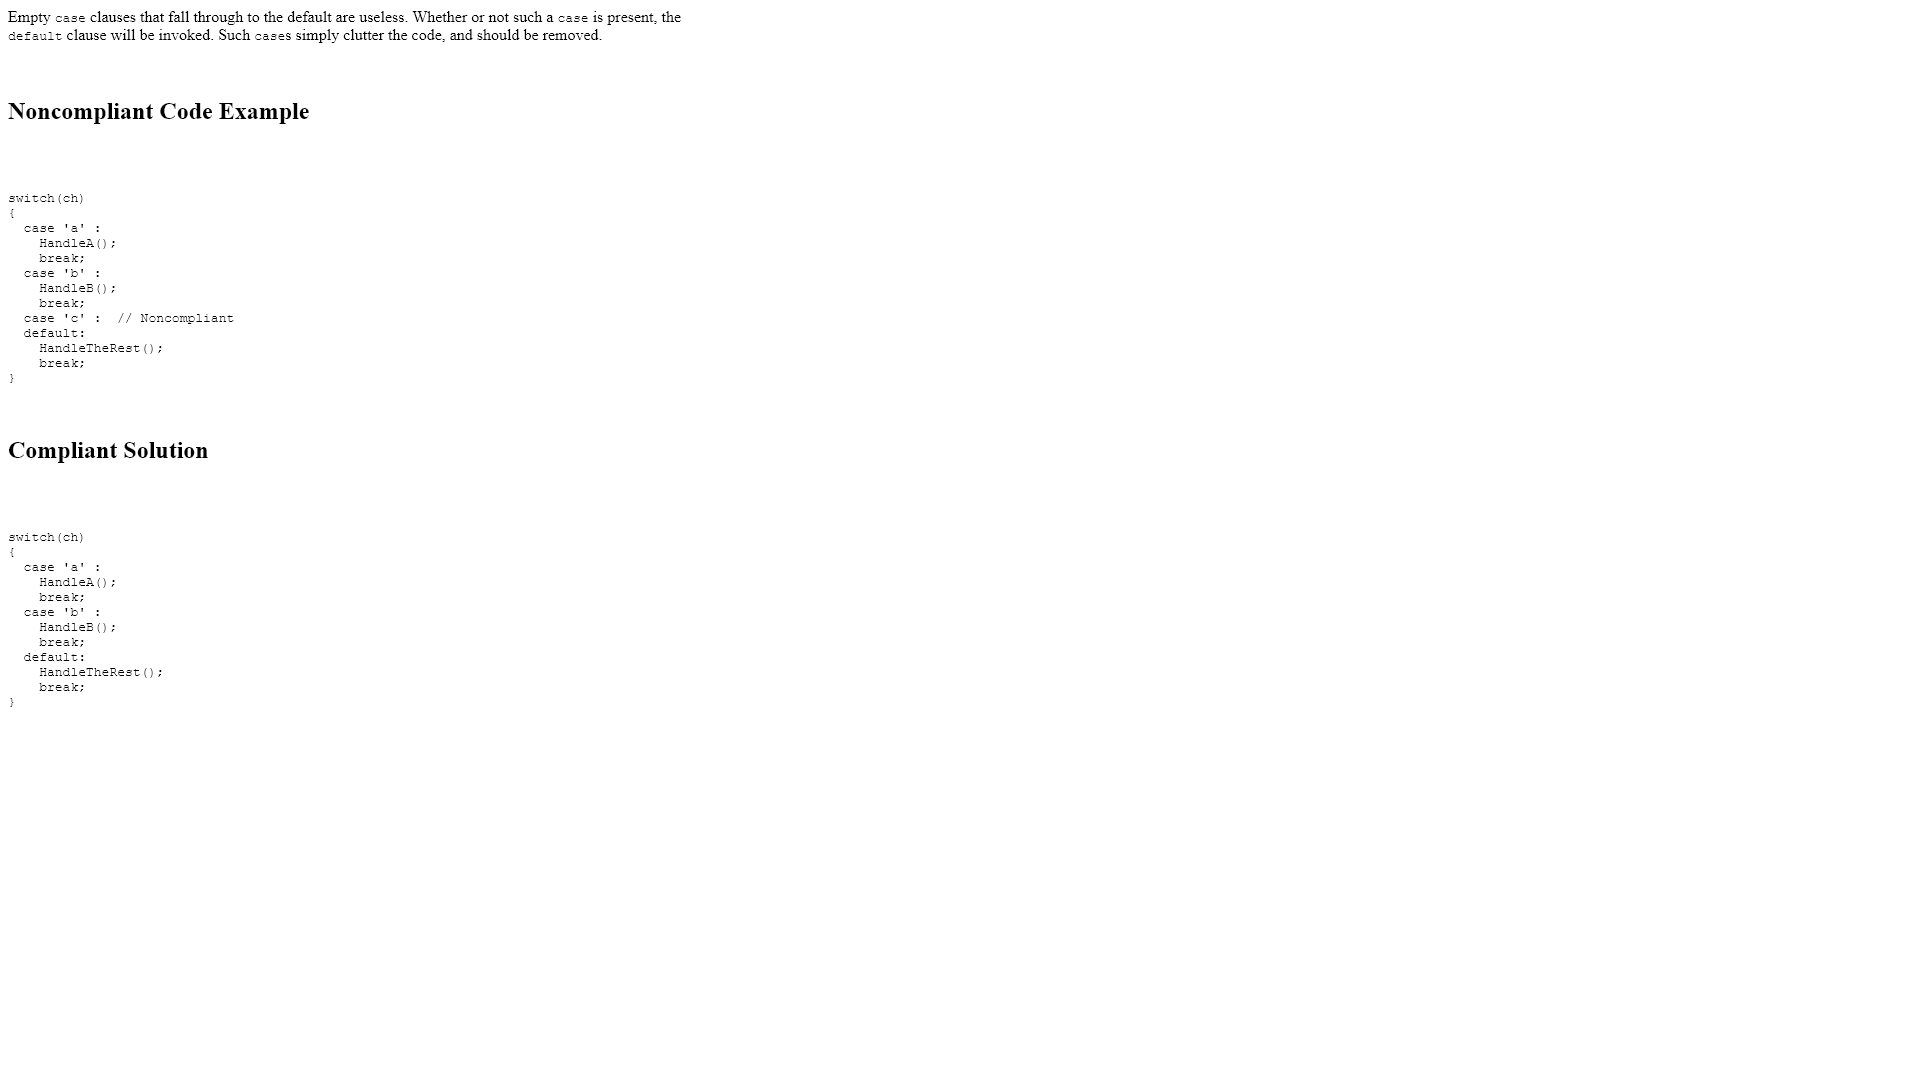 Empty case clauses that fall through to the default are useless. Whether or not such a case is present, the
default clause will be invoked. Such cases simply clutter the code, and should be removed.
Noncompliant Code Example
switch(ch)
{
  case 'a' :
    HandleA();
    break;
  case 'b' :
    HandleB();
    break;
  case 'c' :  // Noncompliant
  default:
    HandleTheRest();
    break;
}
Compliant Solution
switch(ch)
{
  case 'a' :
    HandleA();
    break;
  case 'b' :
    HandleB();
    break;
  default:
    HandleTheRest();
    break;
}